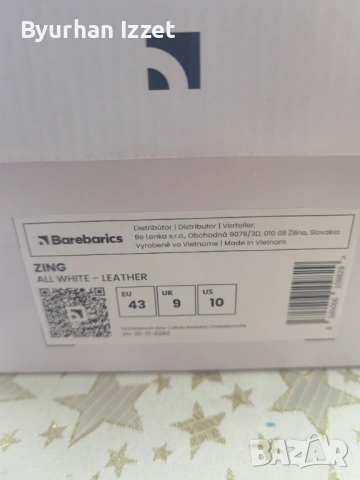 Byurhan Izzet
Barebarics
Distribútor | Distributor | Verteiler:
Be Lenka s.r.o., Obchodná 9078/3D, 010 08 Žilina, Slovakia
Vyrobené vo Vietname | Made in Vietnam
ZING
ALL WHITE - LEATHER
EU
43
UK
9
US
10
BAZAR